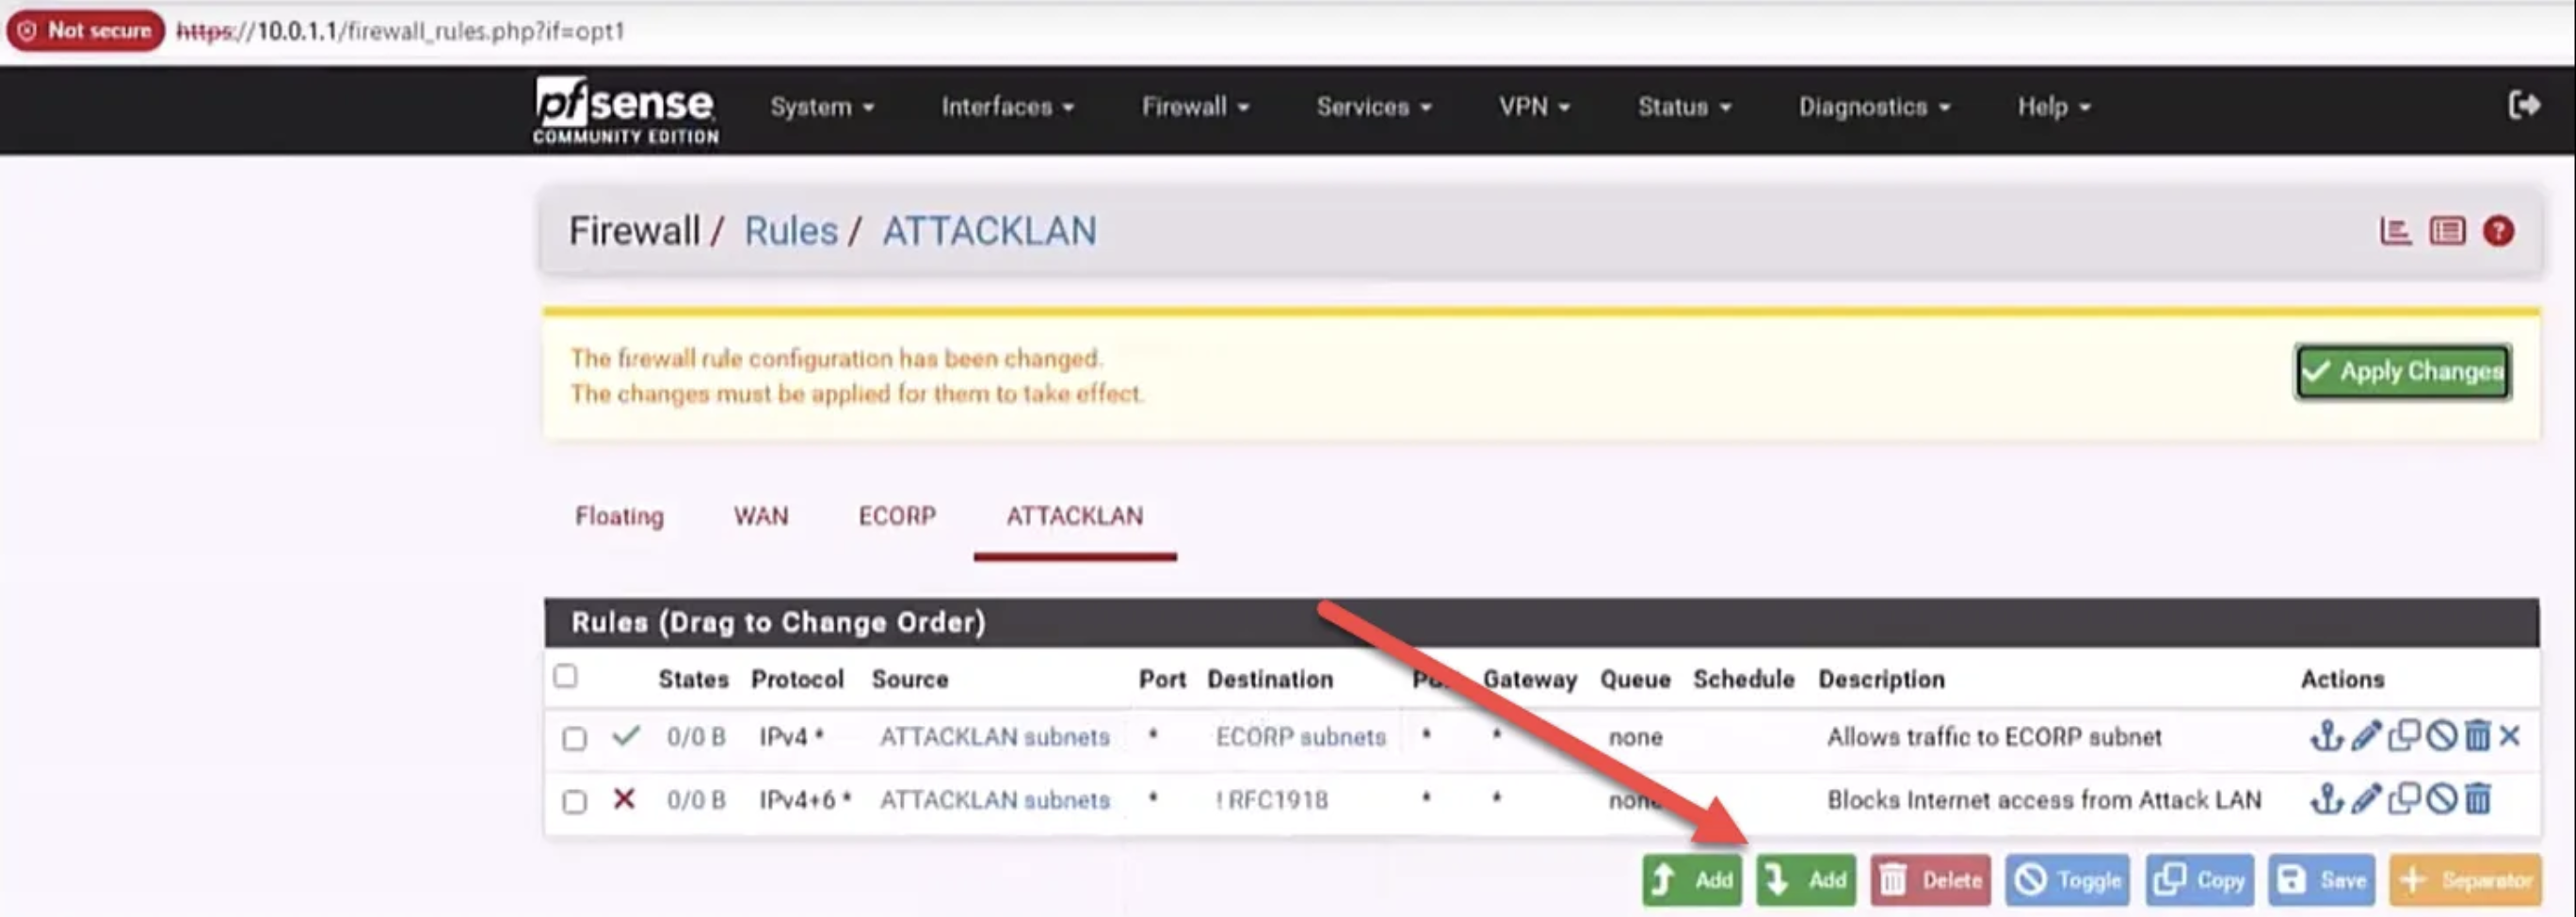 Not secure https://10.0.1.1/firewall_rules.php?if=opt1
pfsense System Interfaces Firewall Services VPN Status Diagnostics Help
COMMUNITY EDITION
Firewall / Rules / ATTACKLAN
The firewall rule configuration has been changed.
The changes must be applied for them to take effect.
Apply Changes
Floating WAN ECORP ATTACKLAN
Rules (Drag to Change Order)
States Protocol Source Port Destination Gateway Queue Schedule Description Actions
0/0 B IPv4 * ATTACKLAN subnets * ECORP subnets * * none Allows traffic to ECORP subnet
0/0 B IPv4+6 * ATTACKLAN subnets * ! RFC1918 * * none Blocks Internet access from Attack LAN
Add Add Delete Toggle Copy Save Separator